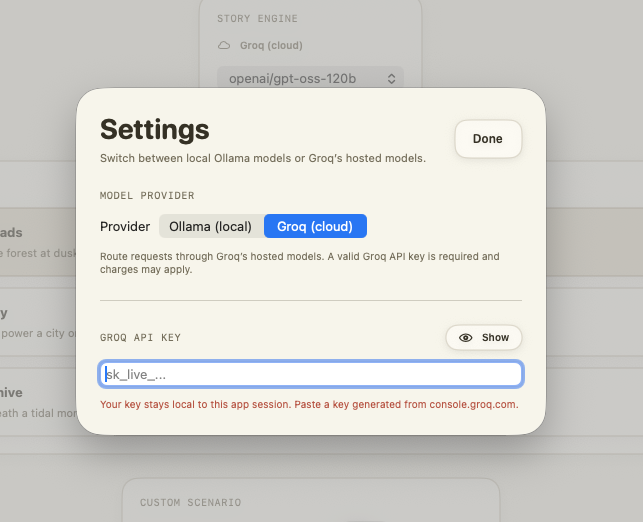 STORY ENGINE
Groq (cloud)
openai/gpt-oss-120b
Settings
Done
Switch between local Ollama models or Groq's hosted models.
MODEL PROVIDER
ads
Provider Ollama (local) Groq (cloud)
e forest at dusk
Route requests through Groq's hosted models. A valid Groq API key is required and
charges may apply.
y
power a city o
GROQ API KEY
Show
sk_live_...
hive
Your key stays local to this app session. Paste a key generated from console.groq.com.
eath a tidal mo
CUSTOM SCENARIO